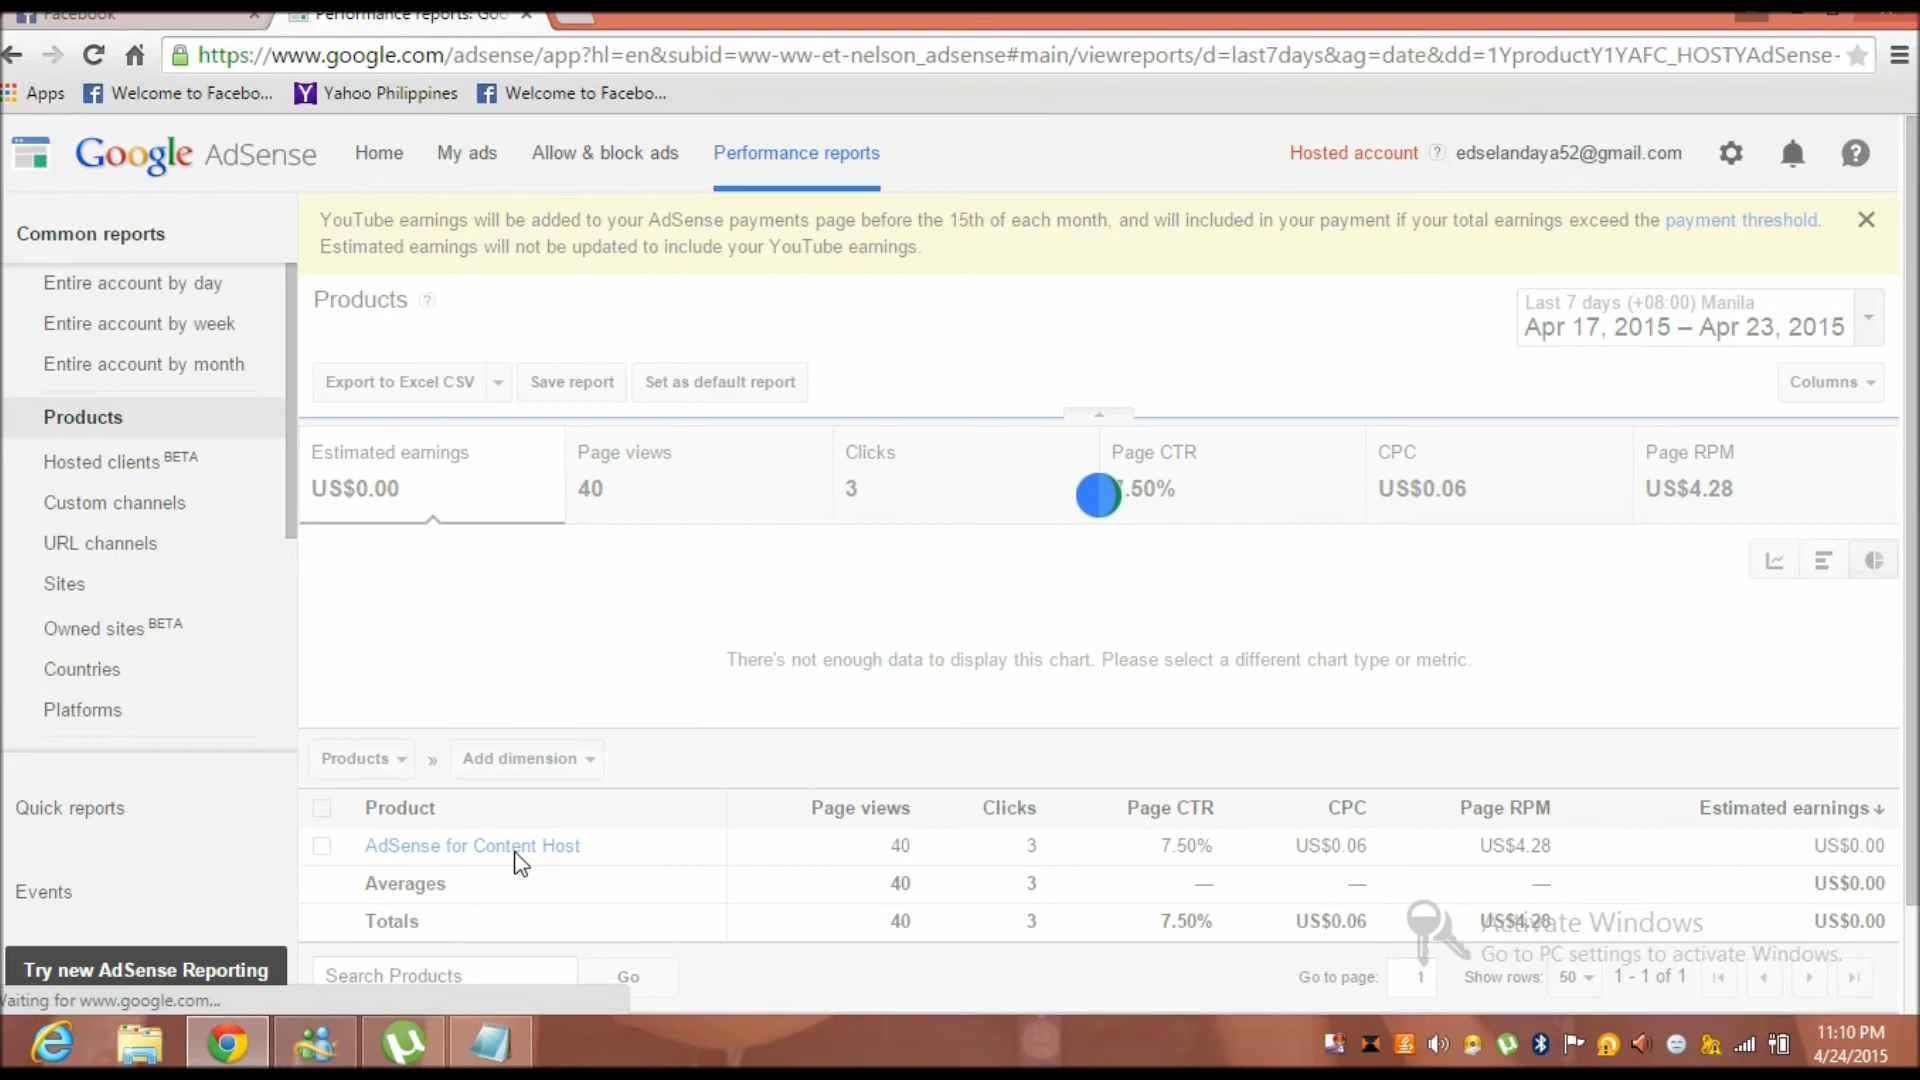 Facebook
Performance reports: Goo
https://www.google.com/adsense/app?hl=en&subid=ww-ww-et-nelson_adsense#main/viewreports/d=last7days&ag=date&dd=1YproductY1YAFC_HOSTYAdSense-
Apps
Welcome to Facebo...
Yahoo Philippines
Welcome to Facebo...
Google AdSense
Home
My ads
Allow & block ads
Performance reports
Hosted account ?
edselandaya52@gmail.com
YouTube earnings will be added to your AdSense payments page before the 15th of each month, and will included in your payment if your total earnings exceed the payment threshold.
Estimated earnings will not be updated to include your YouTube earnings.
Common reports
Entire account by day
Entire account by week
Entire account by month
Products
Hosted clients BETA
Custom channels
URL channels
Sites
Owned sites BETA
Countries
Platforms
Quick reports
Events
Try new AdSense Reporting
Waiting for www.google.com...
Products ?
Last 7 days (+08:00) Manila
Apr 17, 2015 – Apr 23, 2015
Export to Excel CSV
Save report
Set as default report
Columns
Estimated earnings Page views Clicks Page CTR CPC Page RPM
US$0.00 40 3 7.50% US$0.06 US$4.28
There's not enough data to display this chart. Please select a different chart type or metric.
Products » Add dimension
Product Page views Clicks Page CTR CPC Page RPM Estimated earnings
AdSense for Content Host 40 3 7.50% US$0.06 US$4.28 US$0.00
Averages 40 3 — — — US$0.00
Totals 40 3 7.50% US$0.06 US$4.28 US$0.00
Activate Windows
Go to PC settings to activate Windows.
Search Products
Go
Go to page: 1 Show rows: 50 1 - 1 of 1
11:10 PM
4/24/2015